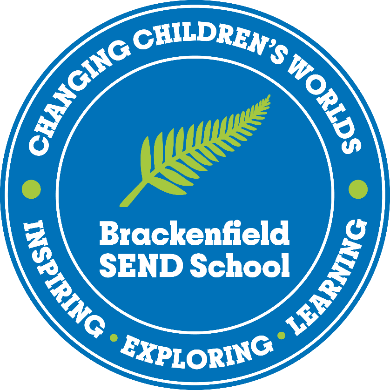 CHANGING CHILDREN'S WORLDS
Brackenfield
SEND School
INSPIRING • EXPLORING • LEARNING